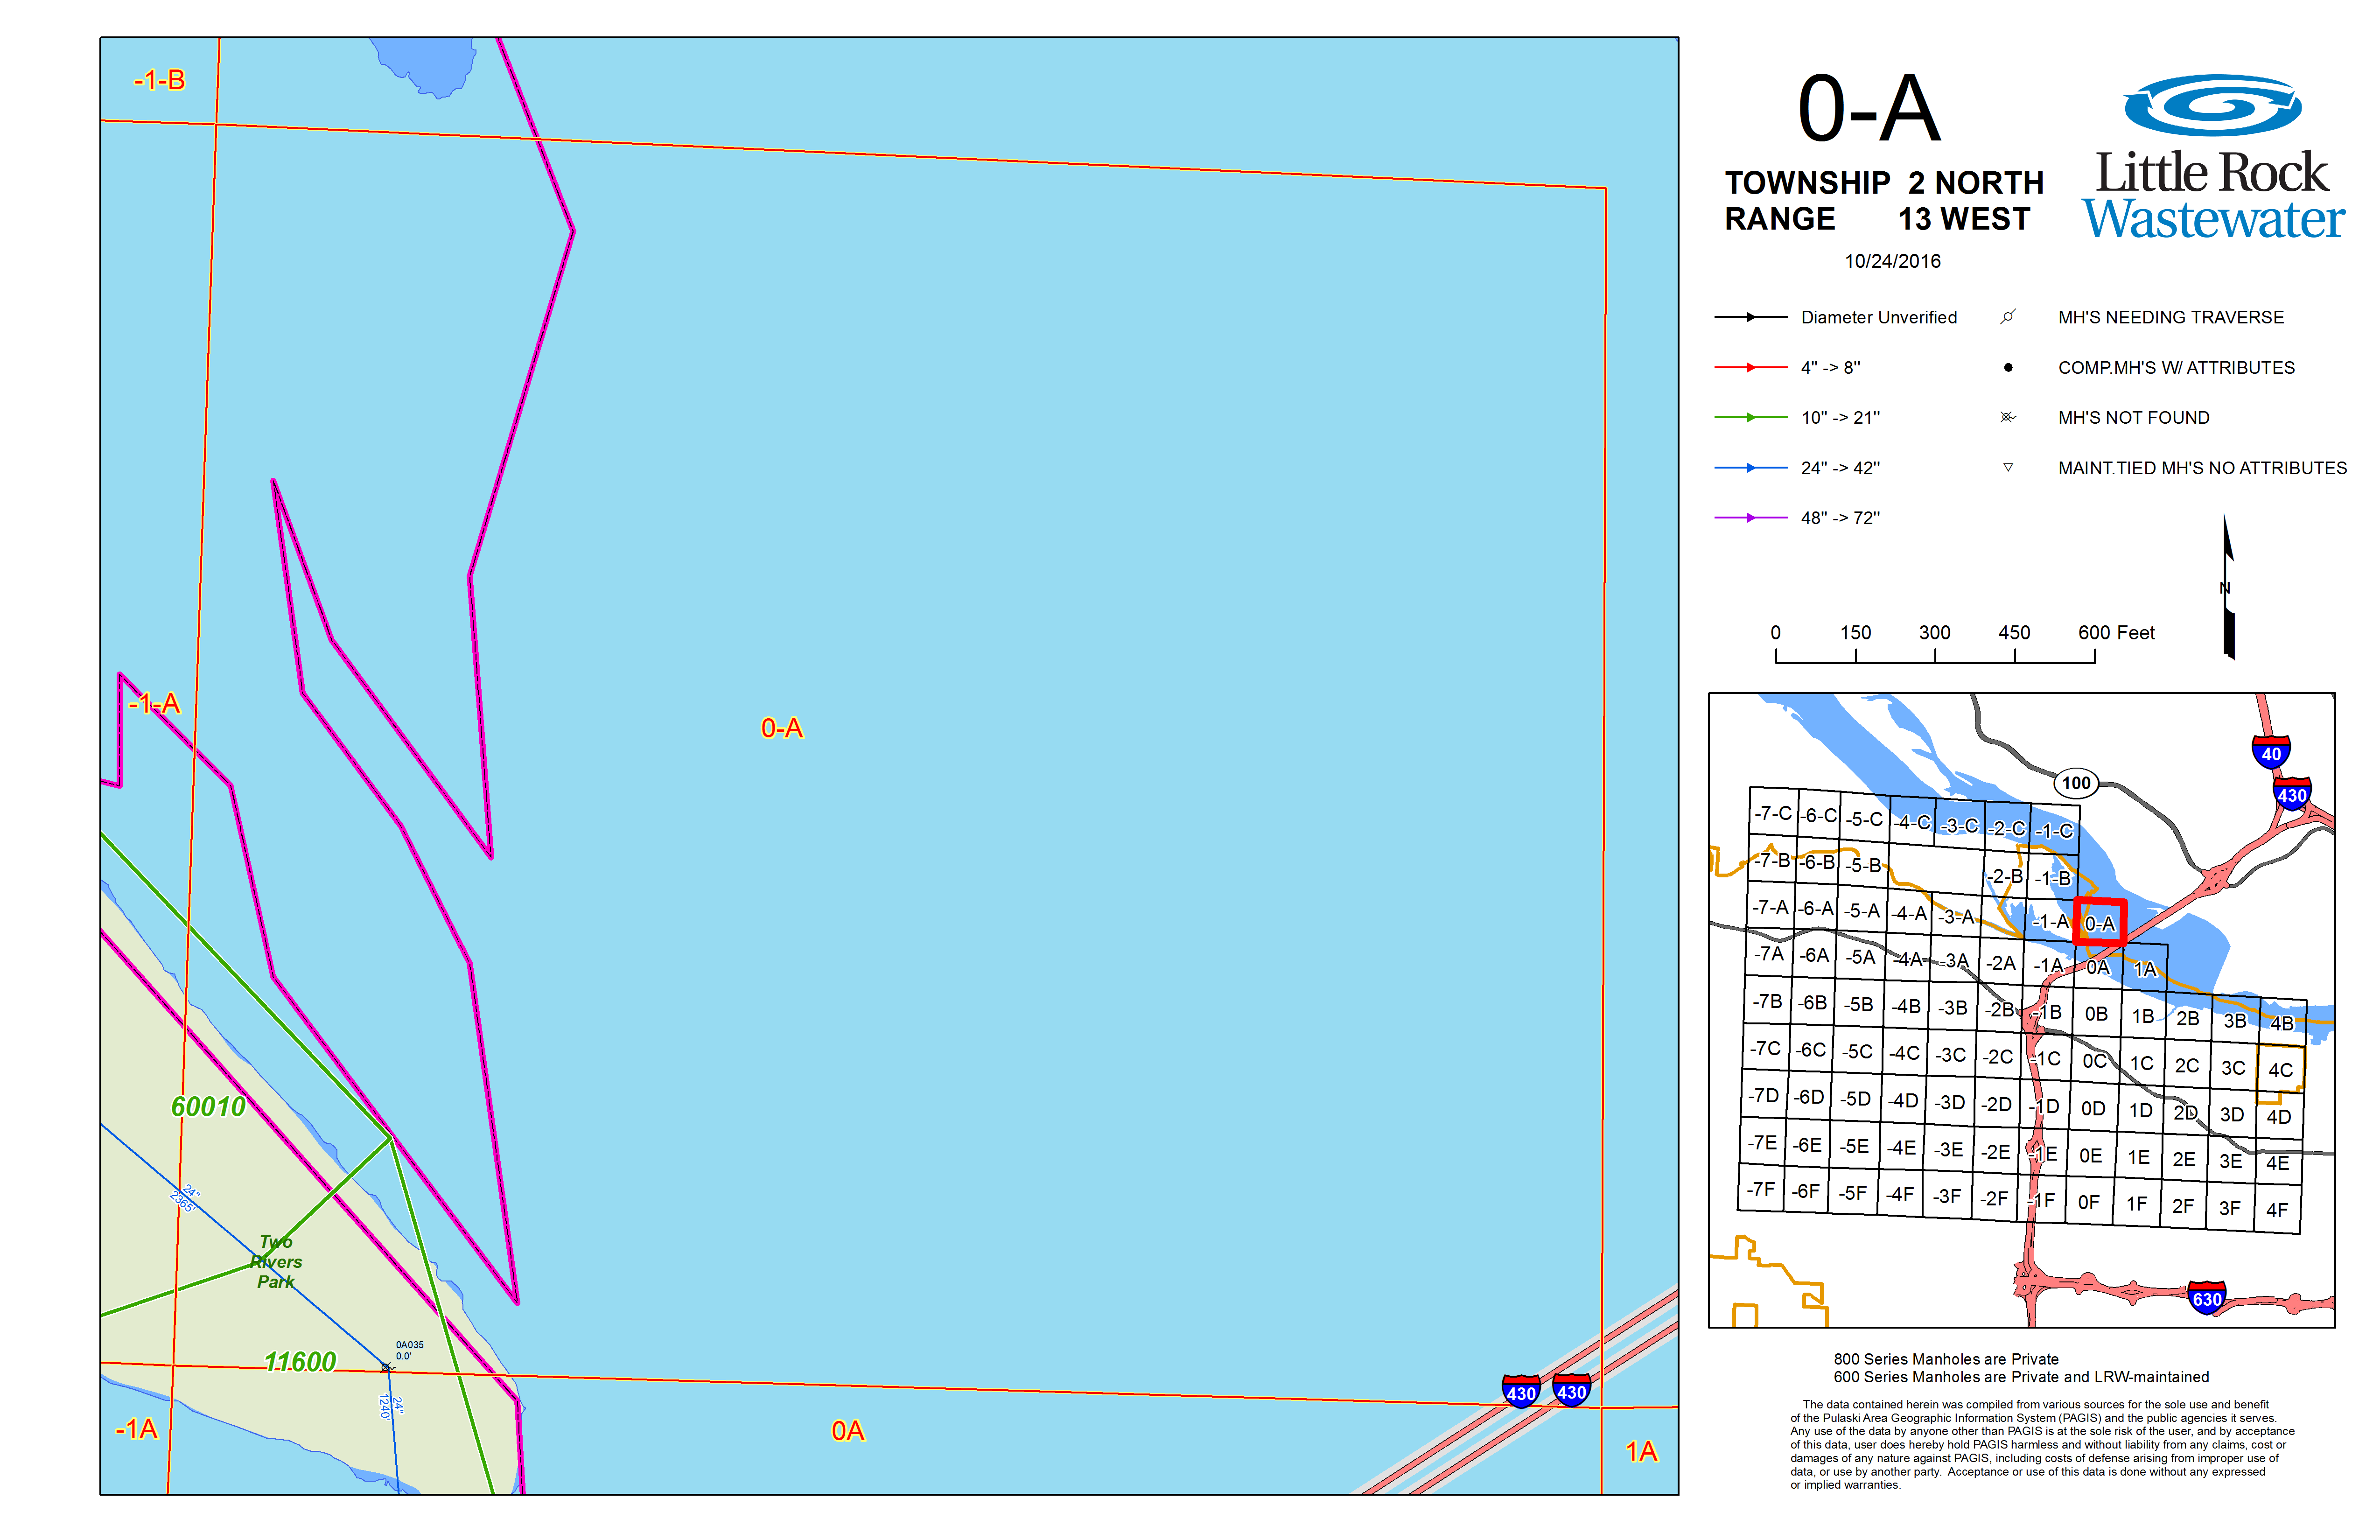 -1-B
-1-A
0-A
60010
24"
2365'
Two
Rivers
Park
0A035
0.0'
11600
24"
1240'
-1A
0A
430
430
1A
0-A
TOWNSHIP 2 NORTH
RANGE 13 WEST
10/24/2016
Little Rock
Wastewater
Diameter Unverified
MH'S NEEDING TRAVERSE
4" -> 8"
COMP.MH'S W/ ATTRIBUTES
10" -> 21"
MH'S NOT FOUND
24" -> 42"
MAINT.TIED MH'S NO ATTRIBUTES
48" -> 72"
N
0 150 300 450 600 Feet
40
100
430
-7-C -6-C -5-C -4-C -3-C -2-C -1-C
-7-B -6-B -5-B -2-B -1-B
-7-A -6-A -5-A -4-A -3-A -1-A 0-A
-7A -6A -5A -4A -3A -2A -1A 0A 1A
-7B -6B -5B -4B -3B -2B -1B 0B 1B 2B 3B 4B
-7C -6C -5C -4C -3C -2C -1C 0C 1C 2C 3C 4C
-7D -6D -5D -4D -3D -2D -1D 0D 1D 2D 3D 4D
-7E -6E -5E -4E -3E -2E -1E 0E 1E 2E 3E 4E
-7F -6F -5F -4F -3F -2F -1F 0F 1F 2F 3F 4F
630
800 Series Manholes are Private
600 Series Manholes are Private and LRW-maintained
The data contained herein was compiled from various sources for the sole use and benefit
of the Pulaski Area Geographic Information System (PAGIS) and the public agencies it serves.
Any use of the data by anyone other than PAGIS is at the sole risk of the user, and by acceptance
of this data, user does hereby hold PAGIS harmless and without liability from any claims, cost or
damages of any nature against PAGIS, including costs of defense arising from improper use of
data, or use by another party. Acceptance or use of this data is done without any expressed
or implied warranties.